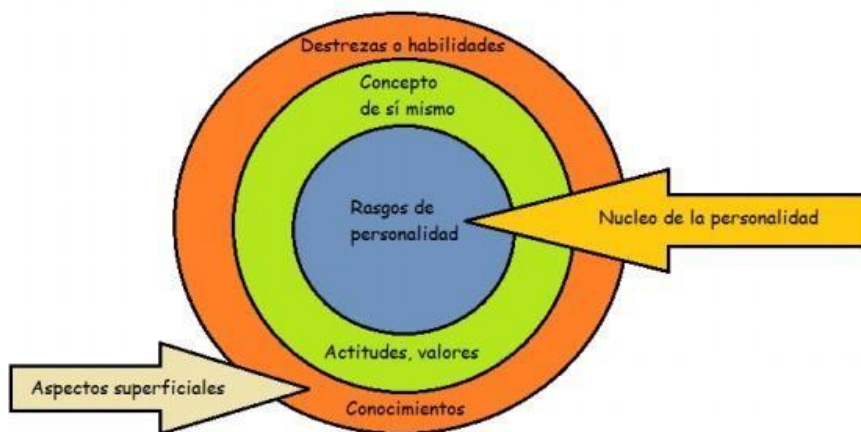 Destrezas o habilidades
Concepto
de sí mismo
Rasgos de
personalidad
Nucleo de la personalidad
Actitudes, valores
Aspectos superficiales
Conocimientos